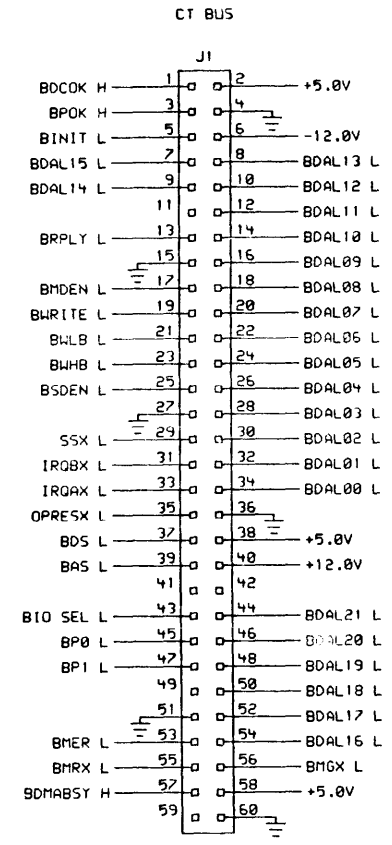 CT BUS
J1
BDCOK H 1 2 +5.0V
BPOK H 3 4
BINIT L 5 6 -12.0V
BDAL15 L 7 8 BDAL13 L
BDAL14 L 9 10 BDAL12 L
11 12 BDAL11 L
BRPLY L 13 14 BDAL10 L
15 16 BDAL09 L
BMDEN L 17 18 BDAL08 L
BWRITE L 19 20 BDAL07 L
BWLB L 21 22 BDAL06 L
BWHB L 23 24 BDAL05 L
BSDEN L 25 26 BDAL04 L
27 28 BDAL03 L
SSX L 29 30 BDAL02 L
IRQBX L 31 32 BDAL01 L
IRQAX L 33 34 BDAL00 L
OPRESX L 35 36
BDS L 37 38 +5.0V
BAS L 39 40 +12.0V
41 42
BIO SEL L 43 44 BDAL21 L
BP0 L 45 46 BDAL20 L
BP1 L 47 48 BDAL19 L
49 50 BDAL18 L
51 52 BDAL17 L
BMER L 53 54 BDAL16 L
BMRX L 55 56 BMGX L
BDMABSY H 57 58 +5.0V
59 60